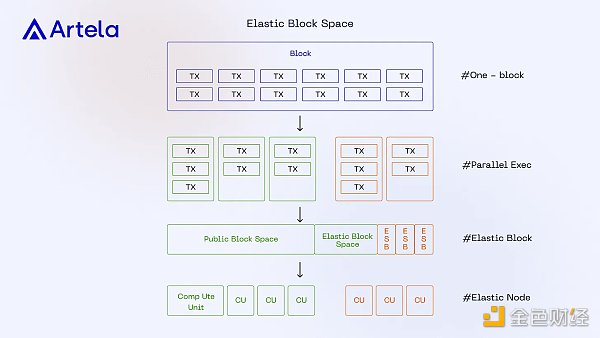 Artela
Elastic Block Space
Block
TX TX TX TX TX TX
TX TX TX TX TX TX
#One - block
TX TX TX TX TX
TX TX TX TX TX
TX TX
#Parallel Exec
Public Block Space
Elastic Block
Space
E E E
S S S
B B B
#Elastic Block
Comp Ute
Unit
CU CU CU CU CU CU
#Elastic Node
金色财经